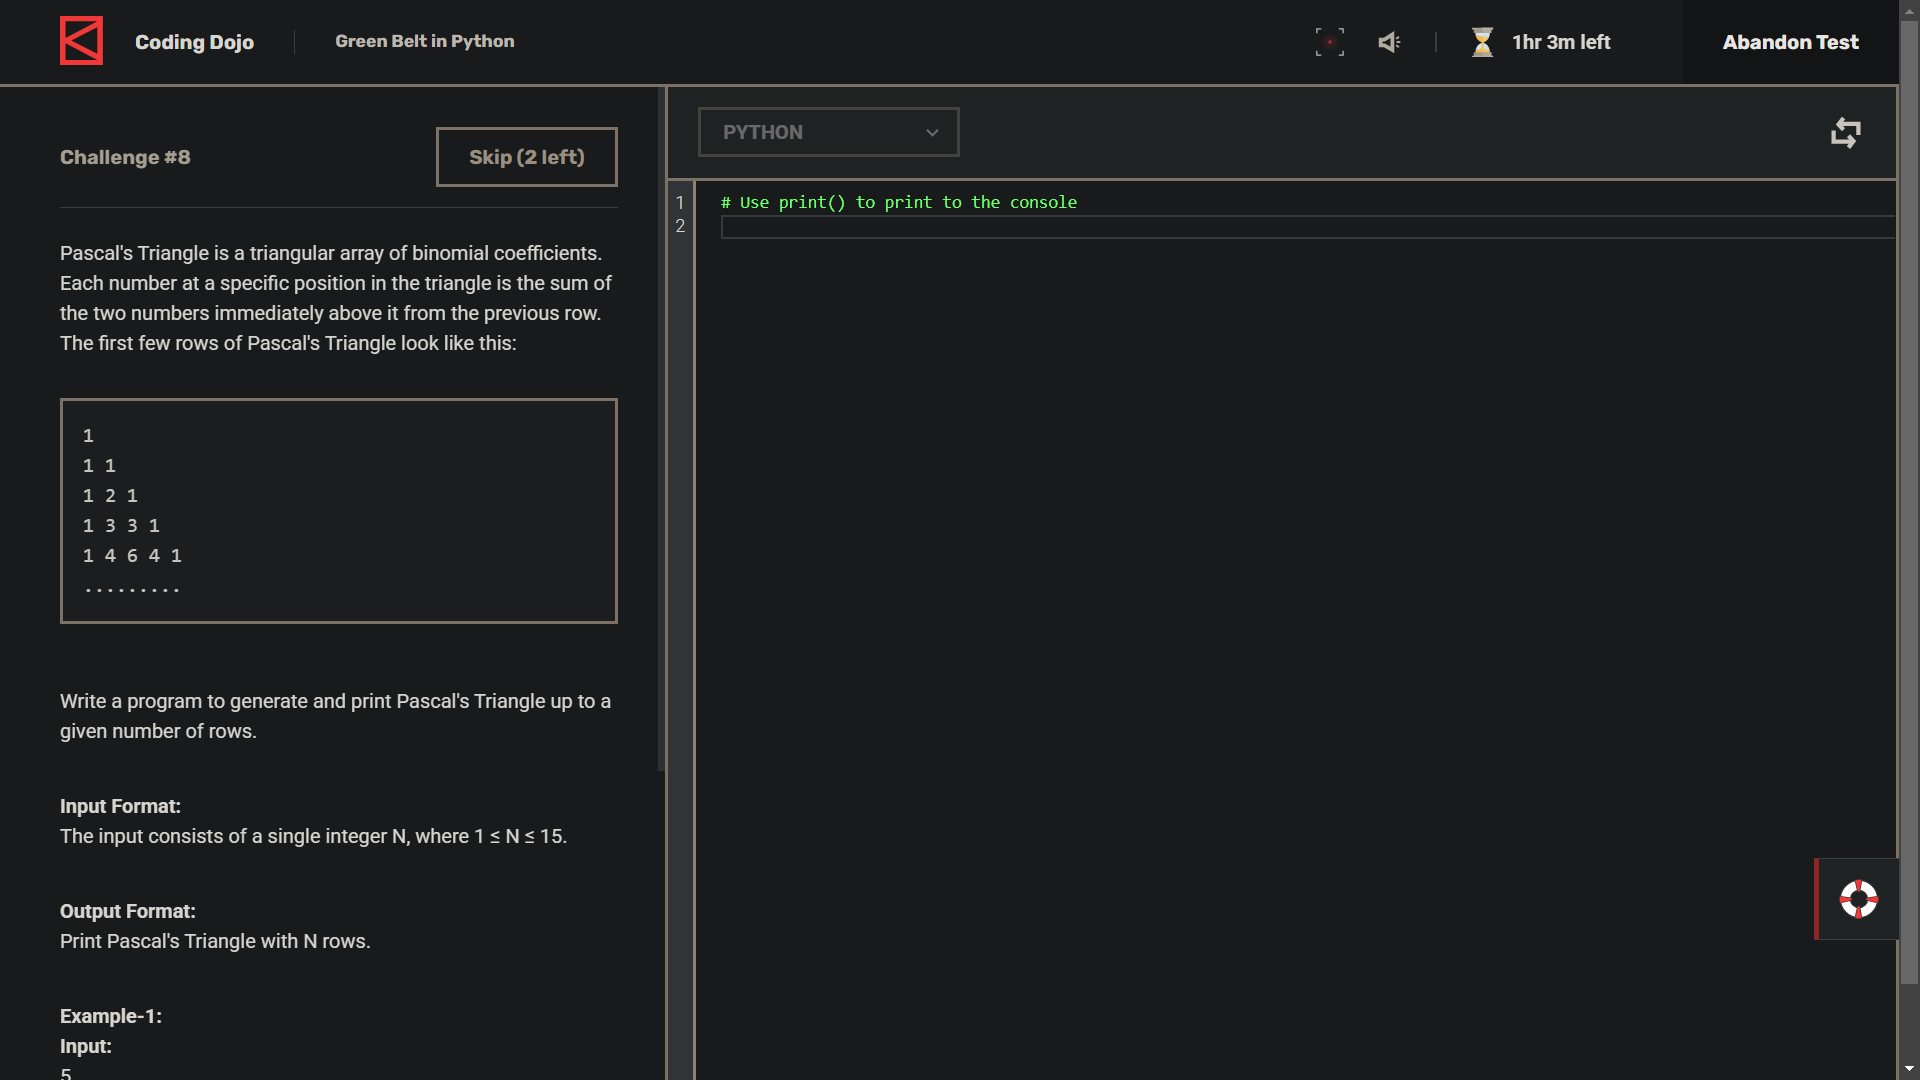 Coding Dojo
Green Belt in Python
1hr 3m left
Abandon Test
Challenge #8
Skip (2 left)
Pascal's Triangle is a triangular array of binomial coefficients.
Each number at a specific position in the triangle is the sum of
the two numbers immediately above it from the previous row.
The first few rows of Pascal's Triangle look like this:
1
1 1
1 2 1
1 3 3 1
1 4 6 4 1
.........
Write a program to generate and print Pascal's Triangle up to a
given number of rows.
Input Format:
The input consists of a single integer N, where 1 ≤ N ≤ 15.
Output Format:
Print Pascal's Triangle with N rows.
Example-1:
Input:
5
PYTHON
1 # Use print() to print to the console
2